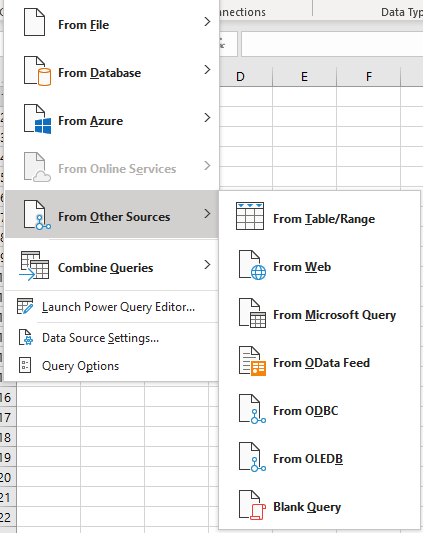 nnections
Data Typ
From File
From Database
From Azure
From Online Services
From Other Sources
Combine Queries
Launch Power Query Editor...
Data Source Settings...
Query Options
D E F
From Table/Range
From Web
From Microsoft Query
From OData Feed
From ODBC
From OLEDB
Blank Query
16
17
18
19
20
21
22